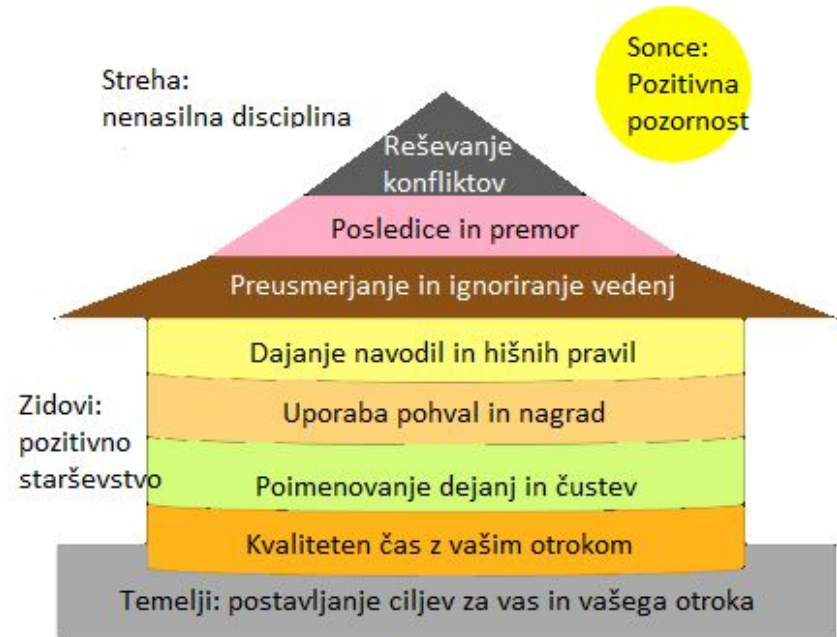 Streha:
nenasilna disciplina
Sonce:
Pozitivna
pozornost
Reševanje
konfliktov
Posledice in premor
Preusmerjanje in ignoriranje vedenj
Dajanje navodil in hišnih pravil
Zidovi:
pozitivno
starševstvo
Uporaba pohval in nagrad
Poimenovanje dejanj in čustev
Kvaliteten čas z vašim otrokom
Temelji: postavljanje ciljev za vas in vašega otroka